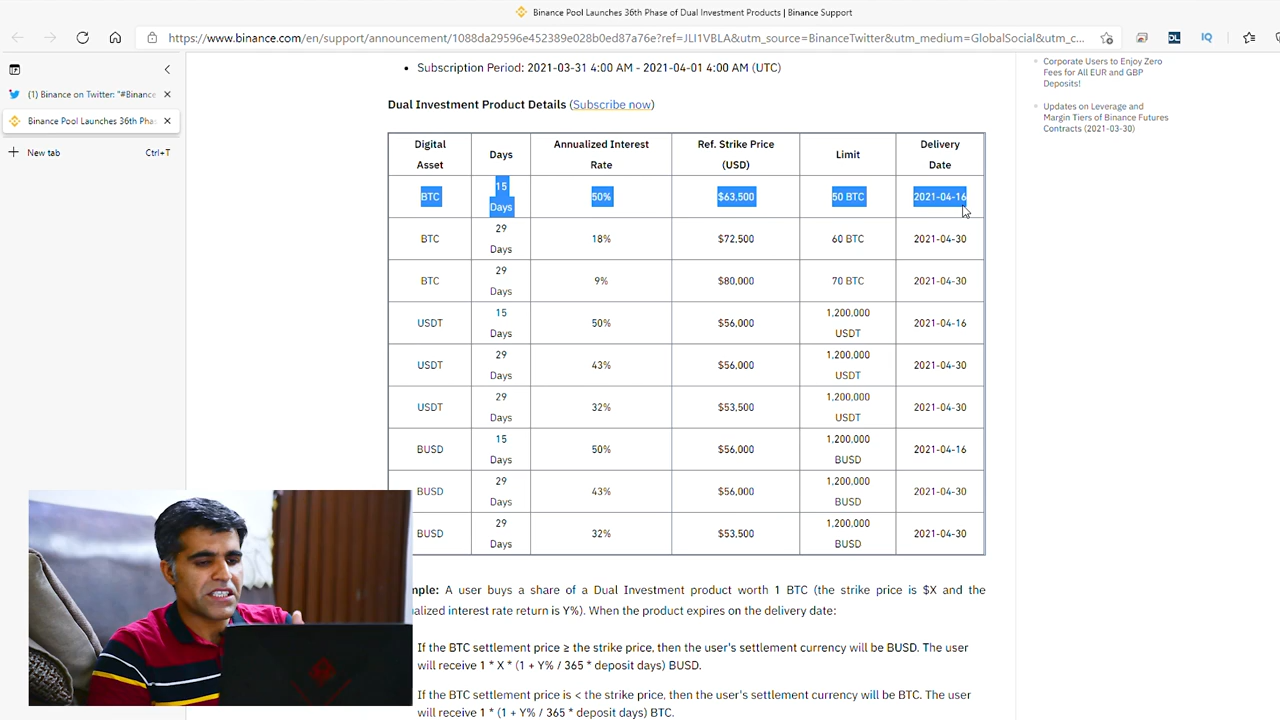 Binance Pool Launches 36th Phase of Dual Investment Products | Binance Support
https://www.binance.com/en/support/announcement/1088da29596e452389e028b0ed87a76e?ref=JLI1VBLA&utm_source=BinanceTwitter&utm_medium=GlobalSocial&utm_c...
DL
IQ
(1) Binance on Twitter: "#Binance
Binance Pool Launches 36th Pha
New tab
Ctrl+T
Subscription Period: 2021-03-31 4:00 AM - 2021-04-01 4:00 AM (UTC)
Dual Investment Product Details (Subscribe now)
Digital Asset Days Annualized Interest Rate Ref. Strike Price (USD) Limit Delivery Date
BTC 15 Days 50% $63,500 50 BTC 2021-04-16
BTC 29 Days 18% $72,500 60 BTC 2021-04-30
BTC 29 Days 9% $80,000 70 BTC 2021-04-30
USDT 15 Days 50% $56,000 1,200,000 USDT 2021-04-16
USDT 29 Days 43% $56,000 1,200,000 USDT 2021-04-30
USDT 29 Days 32% $53,500 1,200,000 USDT 2021-04-30
BUSD 15 Days 50% $56,000 1,200,000 BUSD 2021-04-16
BUSD 29 Days 43% $56,000 1,200,000 BUSD 2021-04-30
BUSD 29 Days 32% $53,500 1,200,000 BUSD 2021-04-30
mple: A user buys a share of a Dual Investment product worth 1 BTC (the strike price is $X and the
alized interest rate return is Y%). When the product expires on the delivery date:
If the BTC settlement price ≥ the strike price, then the user's settlement currency will be BUSD. The user
will receive 1 * X * (1 + Y% / 365 * deposit days) BUSD.
If the BTC settlement price is < the strike price, then the user's settlement currency will be BTC. The user
will receive 1 * (1 + Y% / 365 * deposit days) BTC.
Corporate Users to Enjoy Zero
Fees for All EUR and GBP
Deposits!
Updates on Leverage and
Margin Tiers of Binance Futures
Contracts (2021-03-30)